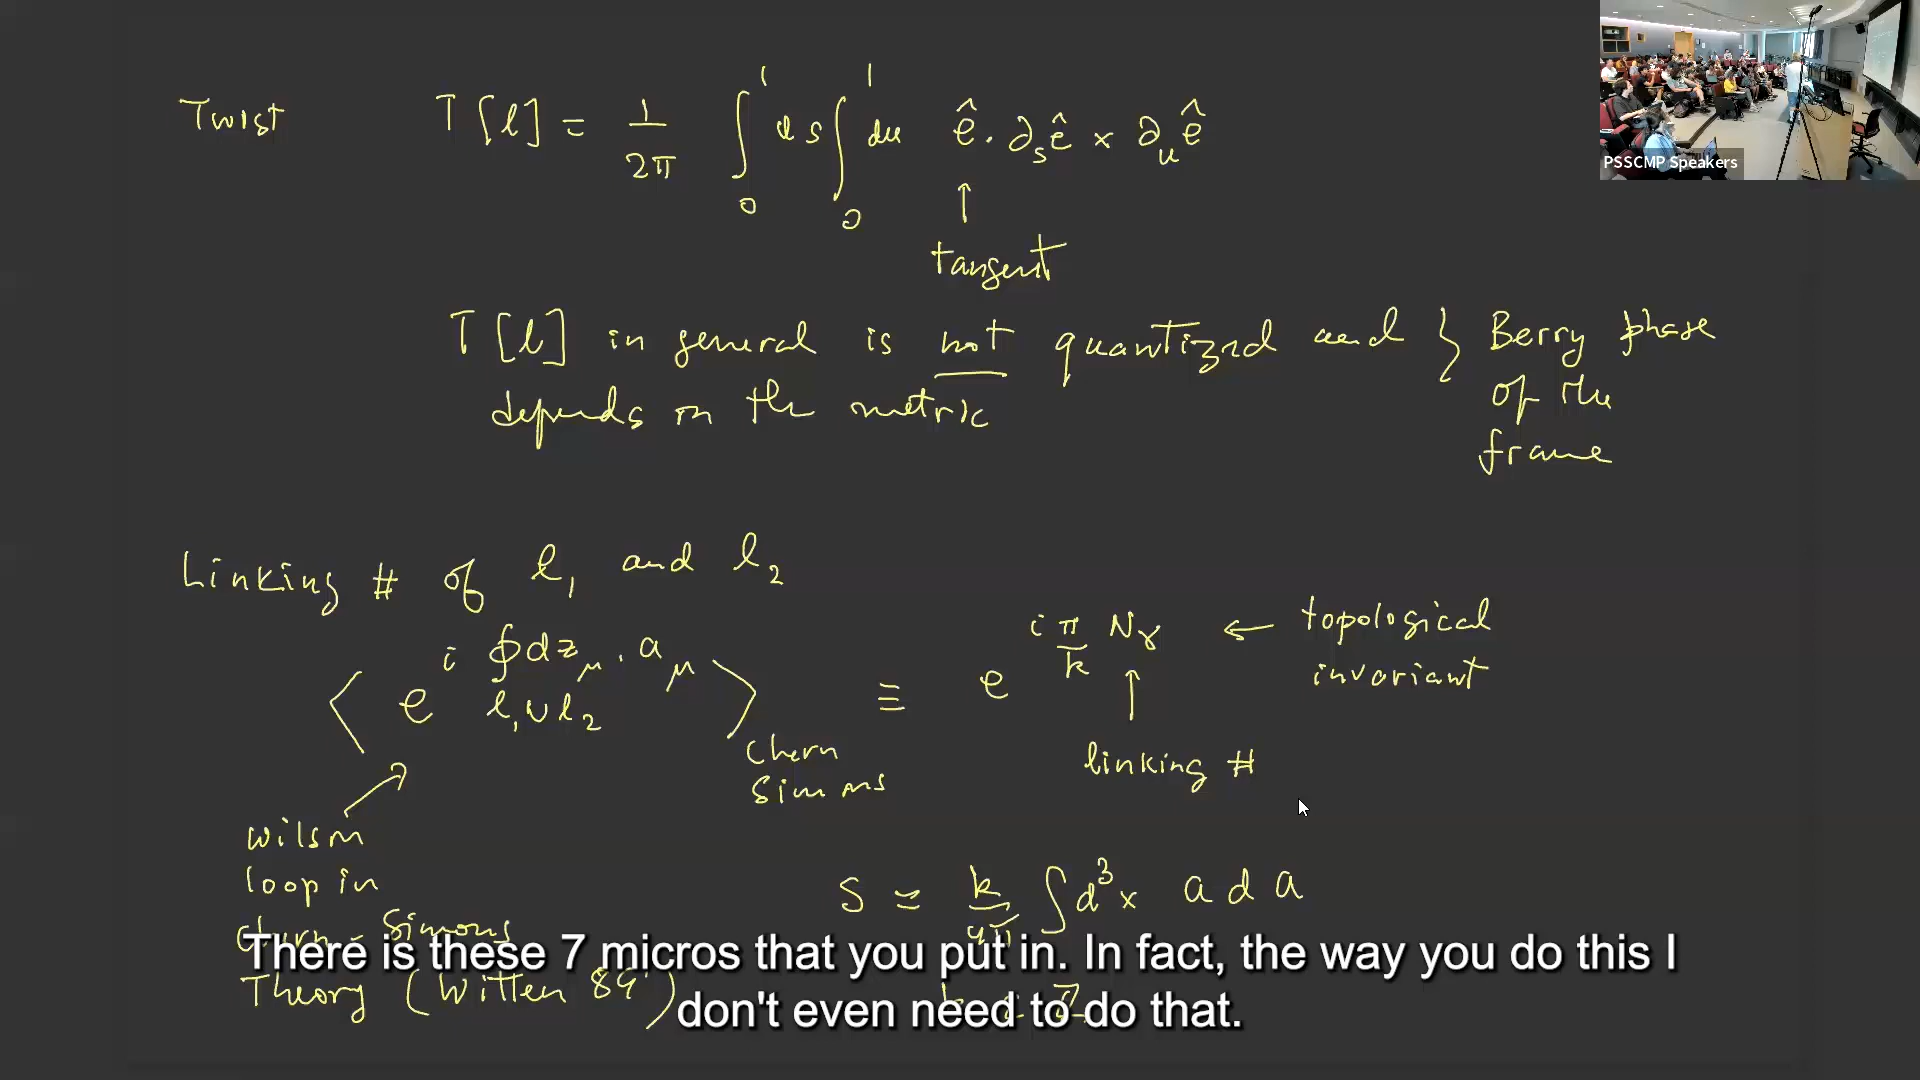 Twist T[l] = 1/2π ∫₀¹ ds ∫₀¹ du ê · ∂ₛê × ∂ᵤê
↑
tangent
T[l] in general is not quantized and } Berry phase
depends on the metric of the
frame
Linking # of l₁ and l₂
⟨ e^{i ∮_{l₁∪l₂} dz_μ · a_μ} ⟩ Chern Simons ≡ e^{i π/k N_γ} ← topological
invariant
↑
linking #
Wilson
loop in
Chern-Simons
Theory (Witten 89')
S = k/4π ∫ d³x a d a
PSSCMP Speakers
There is these 7 micros that you put in. In fact, the way you do this I
don't even need to do that.